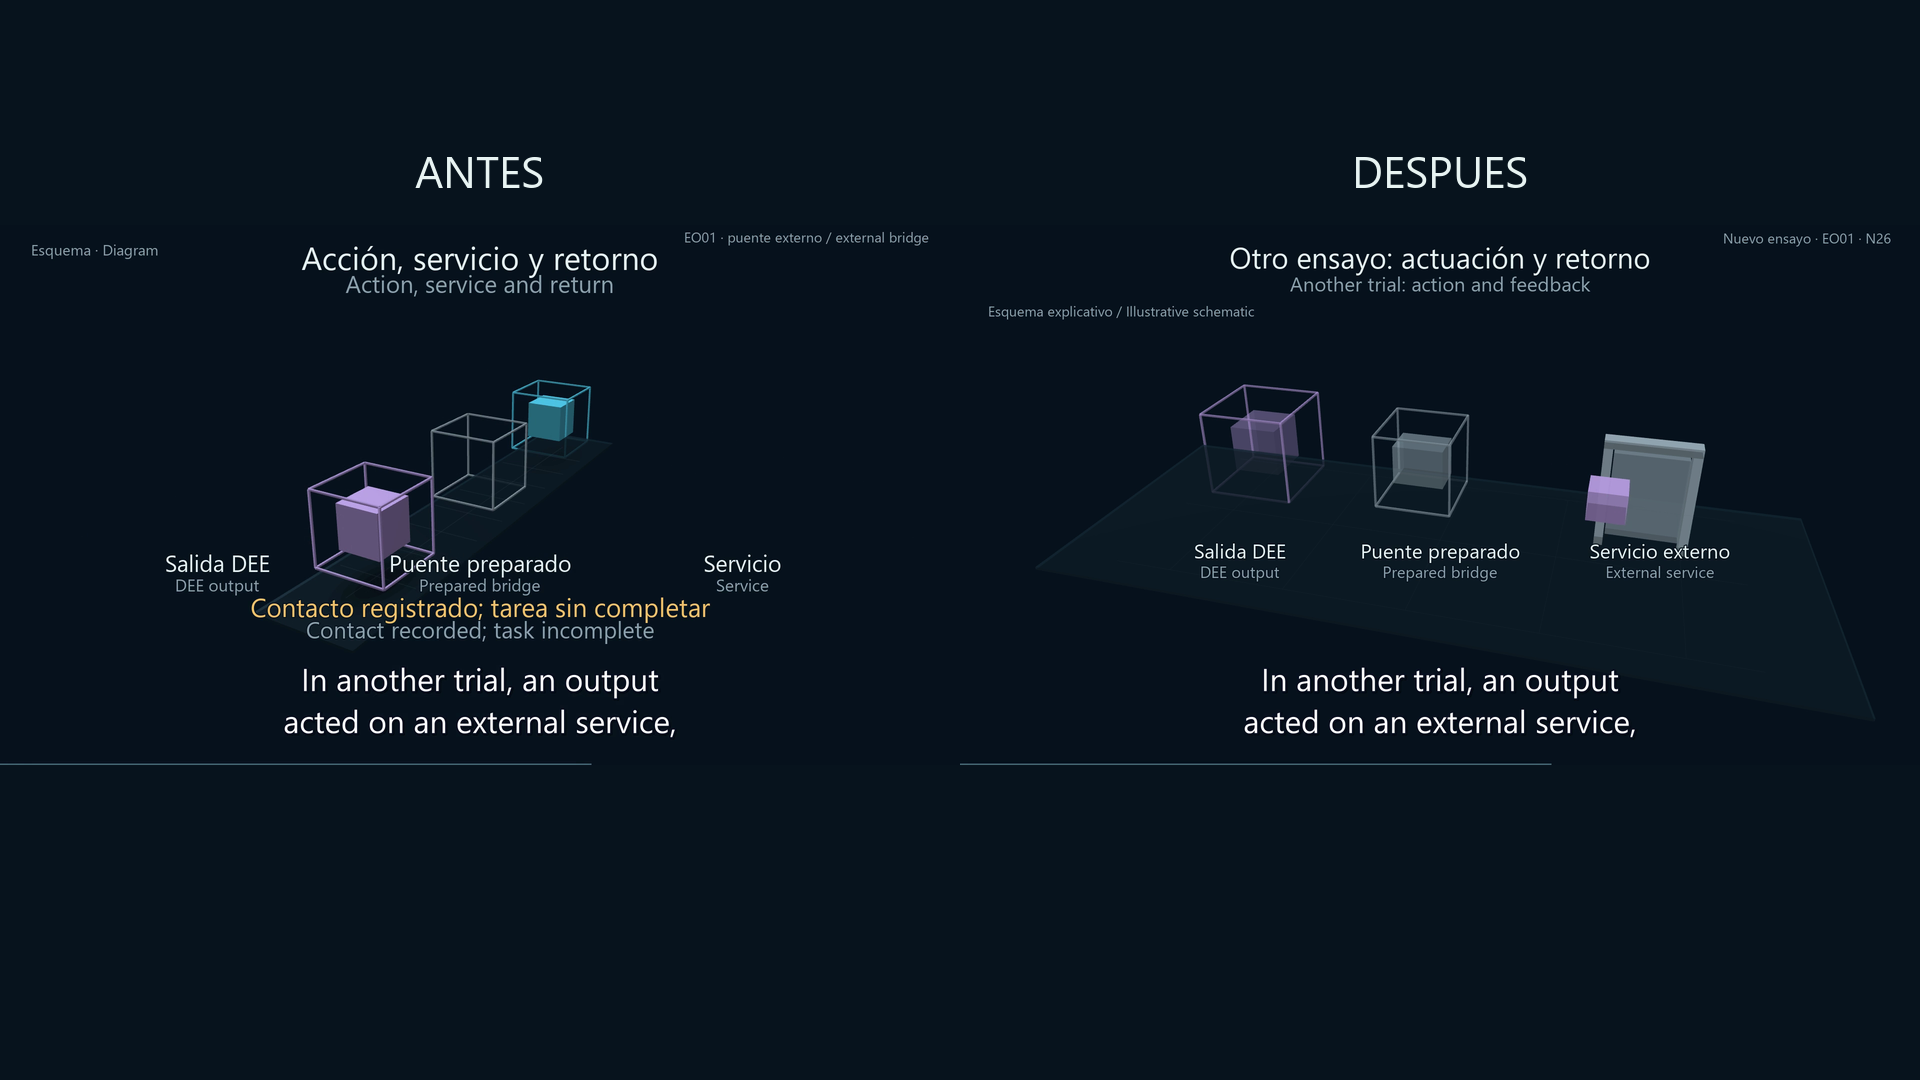 ANTES
Esquema · Diagram
EO01 · puente externo / external bridge
Acción, servicio y retorno
Action, service and return
Salida DEE
DEE output
Puente preparado
Prepared bridge
Servicio
Service
Contacto registrado; tarea sin completar
Contact recorded; task incomplete
In another trial, an output
acted on an external service,
DESPUES
Nuevo ensayo · EO01 · N26
Otro ensayo: actuación y retorno
Another trial: action and feedback
Esquema explicativo / Illustrative schematic
Salida DEE
DEE output
Puente preparado
Prepared bridge
Servicio externo
External service
In another trial, an output
acted on an external service,